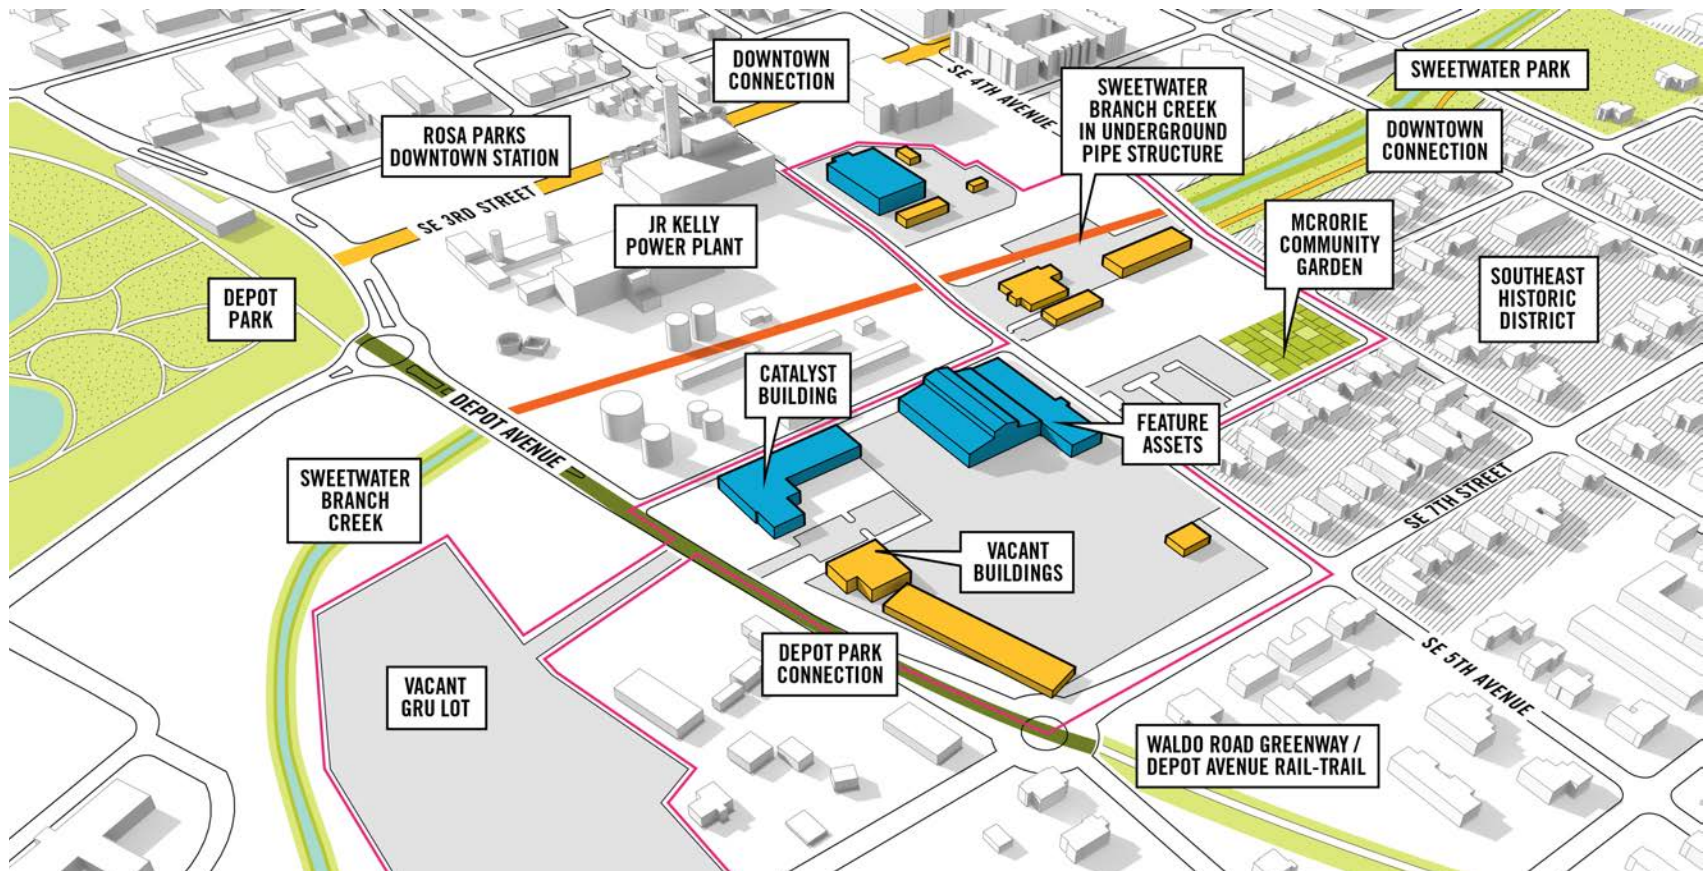 DOWNTOWN
CONNECTION
SE 4TH AVENUE
SWEETWATER
BRANCH CREEK
IN UNDERGROUND
PIPE STRUCTURE
SWEETWATER PARK
DOWNTOWN
CONNECTION
ROSA PARKS
DOWNTOWN STATION
SE 3RD STREET
JR KELLY
POWER PLANT
MCRORIE
COMMUNITY
GARDEN
SOUTHEAST
HISTORIC
DISTRICT
DEPOT
PARK
CATALYST
BUILDING
DEPOT AVENUE
FEATURE
ASSETS
SWEETWATER
BRANCH
CREEK
SE 7TH STREET
VACANT
BUILDINGS
DEPOT PARK
CONNECTION
SE 5TH AVENUE
VACANT
GRU LOT
WALDO ROAD GREENWAY /
DEPOT AVENUE RAIL-TRAIL